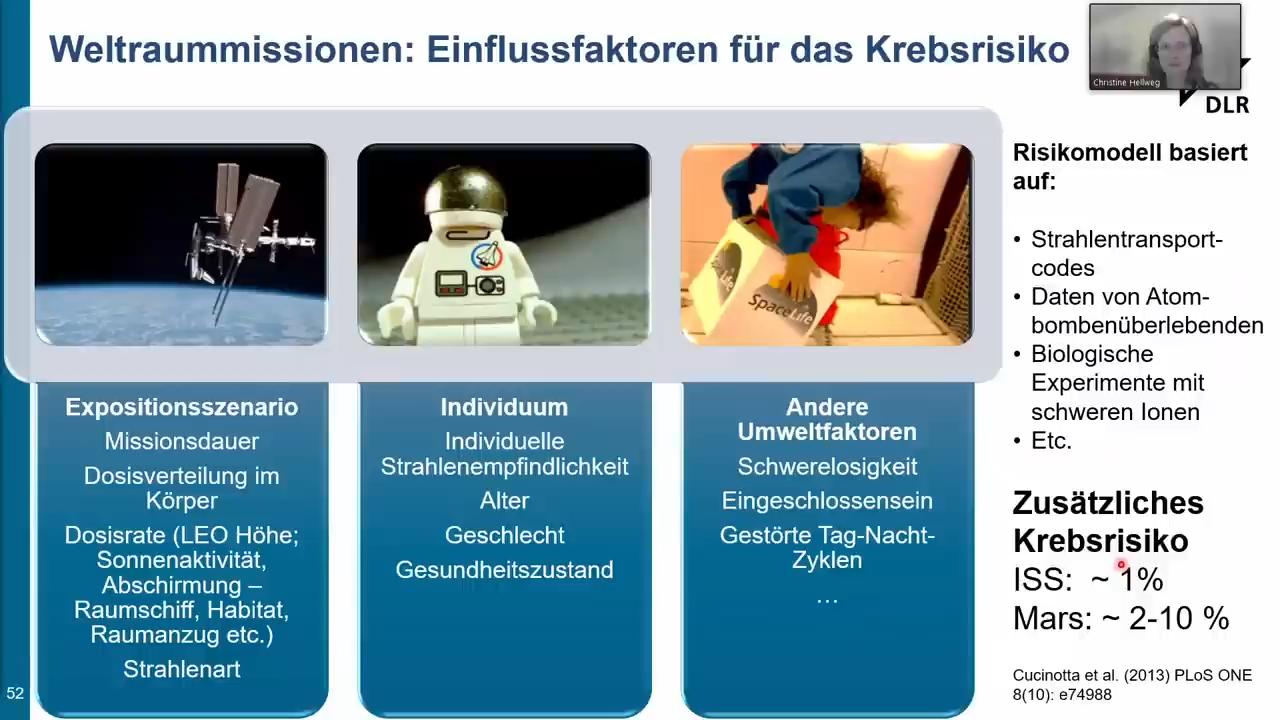 Weltraummissionen: Einflussfaktoren für das Krebsrisiko
Christine Hellweg
DLR
SpaceLife
Expositionsszenario
Missionsdauer
Dosisverteilung im
Körper
Dosisrate (LEO Höhe;
Sonnenaktivität,
Abschirmung –
Raumschiff, Habitat,
Raumanzug etc.)
Strahlenart
Individuum
Individuelle
Strahlenempfindlichkeit
Alter
Geschlecht
Gesundheitszustand
Andere
Umweltfaktoren
Schwerelosigkeit
Eingeschlossensein
Gestörte Tag-Nacht-
Zyklen
…
Risikomodell basiert
auf:
• Strahlentransport-
codes
• Daten von Atom-
bombenüberlebenden
• Biologische
Experimente mit
schweren Ionen
• Etc.
Zusätzliches
Krebsrisiko
ISS: ~ 1%
Mars: ~ 2-10 %
Cucinotta et al. (2013) PLoS ONE
8(10): e74988
52